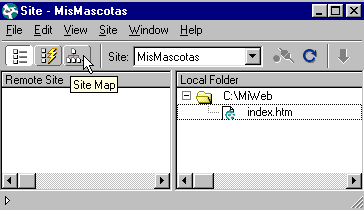 Site - MisMascotas
File Edit View Site Window Help
Site: MisMascotas
Remote Site
Local Folder
Site Map
C:\MiWeb
index.htm